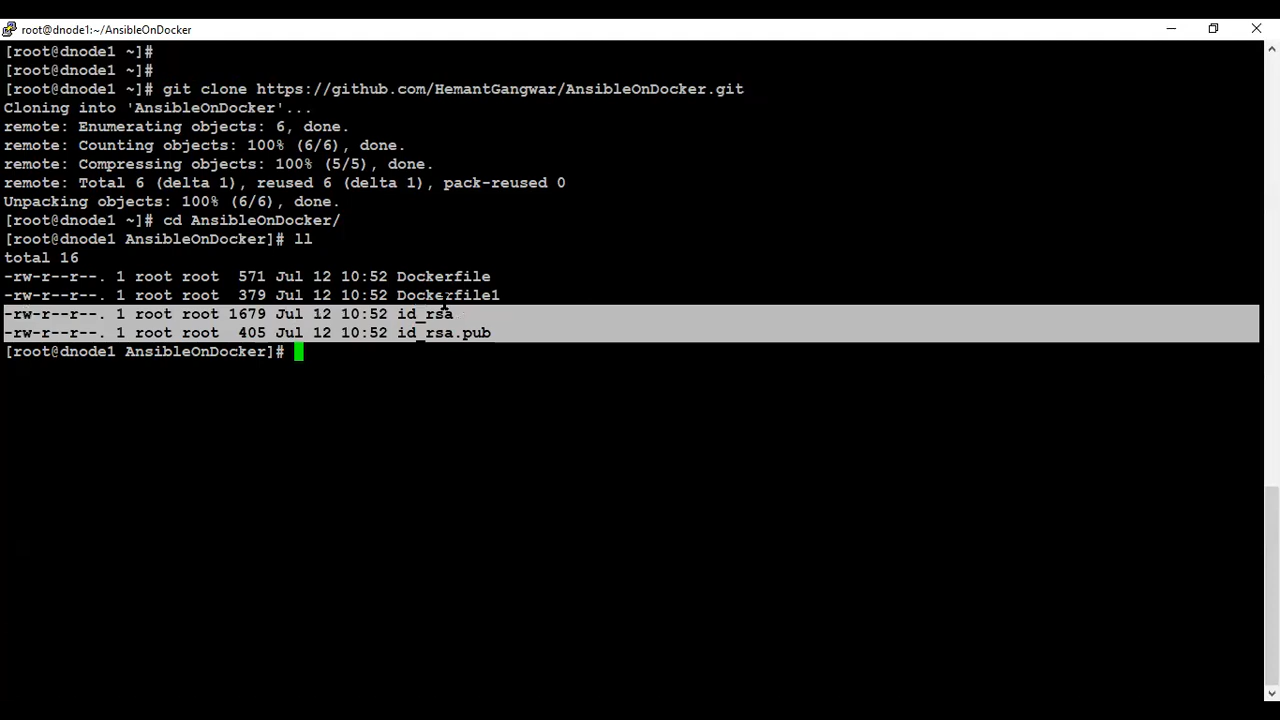 root@dnode1:~/AnsibleOnDocker
[root@dnode1 ~]#
[root@dnode1 ~]#
[root@dnode1 ~]# git clone https://github.com/HemantGangwar/AnsibleOnDocker.git
Cloning into 'AnsibleOnDocker'...
remote: Enumerating objects: 6, done.
remote: Counting objects: 100% (6/6), done.
remote: Compressing objects: 100% (5/5), done.
remote: Total 6 (delta 1), reused 6 (delta 1), pack-reused 0
Unpacking objects: 100% (6/6), done.
[root@dnode1 ~]# cd AnsibleOnDocker/
[root@dnode1 AnsibleOnDocker]# ll
total 16
-rw-r--r--. 1 root root  571 Jul 12 10:52 Dockerfile
-rw-r--r--. 1 root root  379 Jul 12 10:52 Dockerfile1
-rw-r--r--. 1 root root 1679 Jul 12 10:52 id_rsa
-rw-r--r--. 1 root root  405 Jul 12 10:52 id_rsa.pub
[root@dnode1 AnsibleOnDocker]#